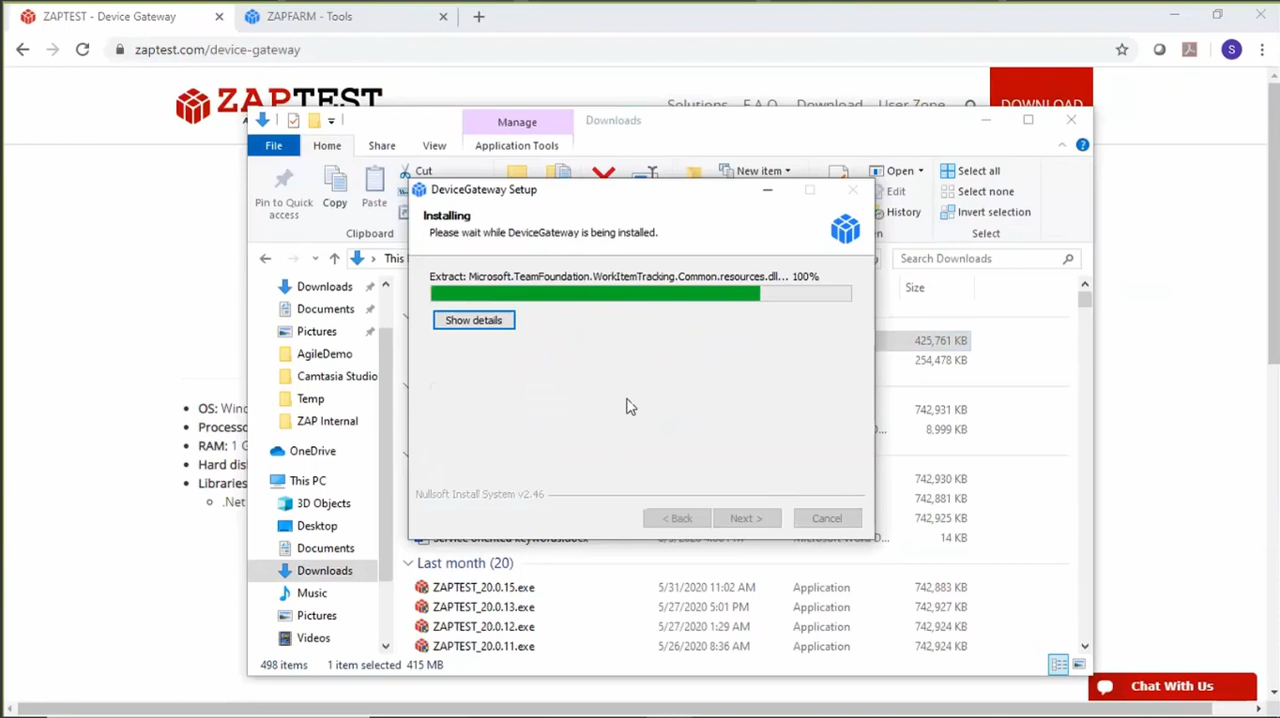 ZAPTEST - Device Gateway
ZAPFARM - Tools
zaptest.com/device-gateway
S
ZAPTEST
Solutions F.A.Q. Download User Zone
DOWNLOAD
Manage
Downloads
File
Home
Share
View
Application Tools
Pin to Quick access
Copy
Paste
Cut
Clipboard
New item
Open
Edit
History
Select all
Select none
Invert selection
Select
This
Search Downloads
DeviceGateway Setup
Installing
Please wait while DeviceGateway is being installed.
Extract: Microsoft.TeamFoundation.WorkItemTracking.Common.resources.dll... 100%
Show details
Nullsoft Install System v2.46
< Back
Next >
Cancel
Downloads
Documents
Pictures
AgileDemo
Camtasia Studio
Temp
ZAP Internal
OneDrive
This PC
3D Objects
Desktop
Documents
Downloads
Music
Pictures
Videos
Size
425,761 KB
254,478 KB
742,931 KB
8,999 KB
742,930 KB
742,881 KB
742,925 KB
14 KB
Last month (20)
ZAPTEST_20.0.15.exe 5/31/2020 11:02 AM Application 742,883 KB
ZAPTEST_20.0.13.exe 5/27/2020 5:01 PM Application 742,927 KB
ZAPTEST_20.0.12.exe 5/27/2020 1:29 AM Application 742,924 KB
ZAPTEST_20.0.11.exe 5/26/2020 8:36 AM Application 742,924 KB
498 items 1 item selected 415 MB
OS: Wind
Processo
RAM: 1 G
Hard dis
Libraries
.Net
Chat With Us